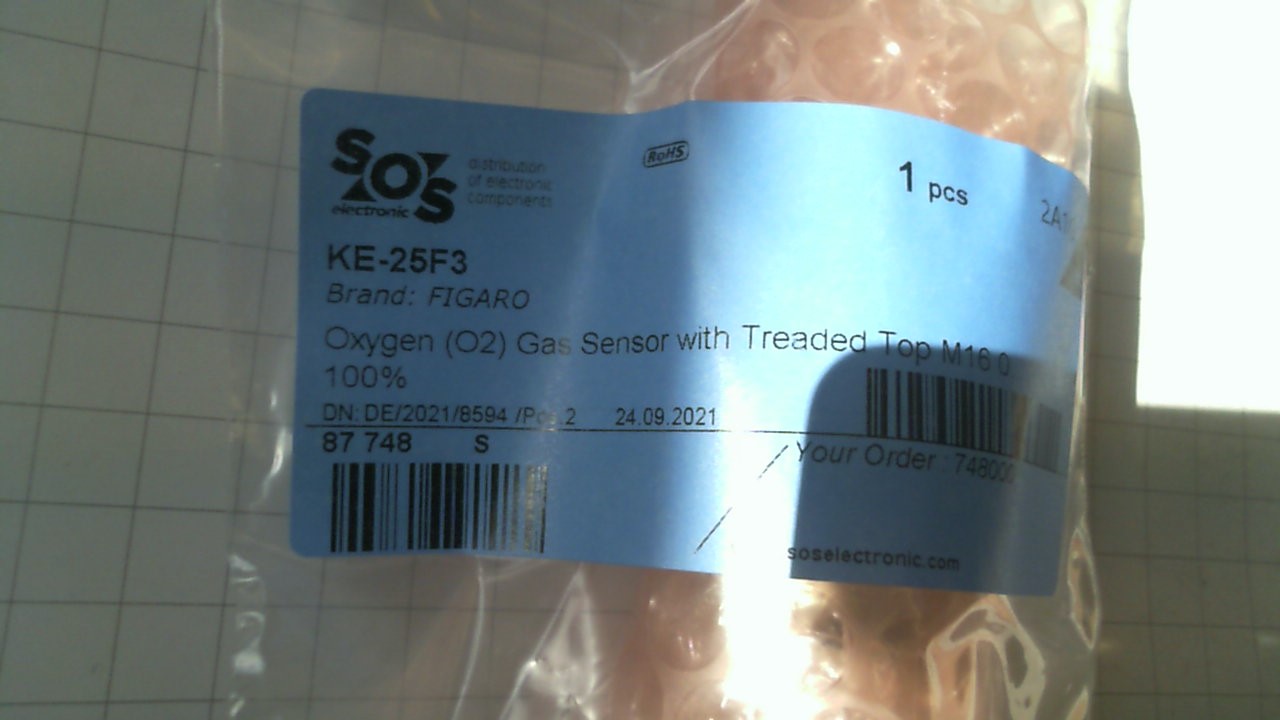 SOS
electronic
distribution
of electronic
components
RoHS
1 pcs
KE-25F3
Brand: FIGARO
Oxygen (O2) Gas Sensor with Treaded Top M16 0
100%
DN: DE/2021/8594 /Pos 2 24.09.2021
87 748 S
Your Order
soselectronic.com